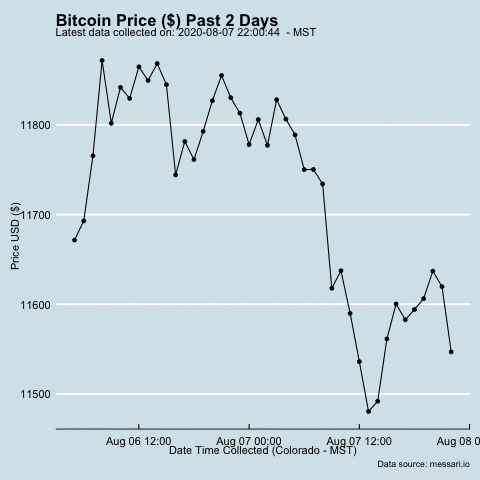 Bitcoin Price ($) Past 2 Days
Latest data collected on: 2020-08-07 22:00:44 - MST
Price USD ($)
11800
11700
11600
11500
Aug 06 12:00 Aug 07 00:00 Aug 07 12:00 Aug 08 0
Date Time Collected (Colorado - MST)
Data source: messari.io